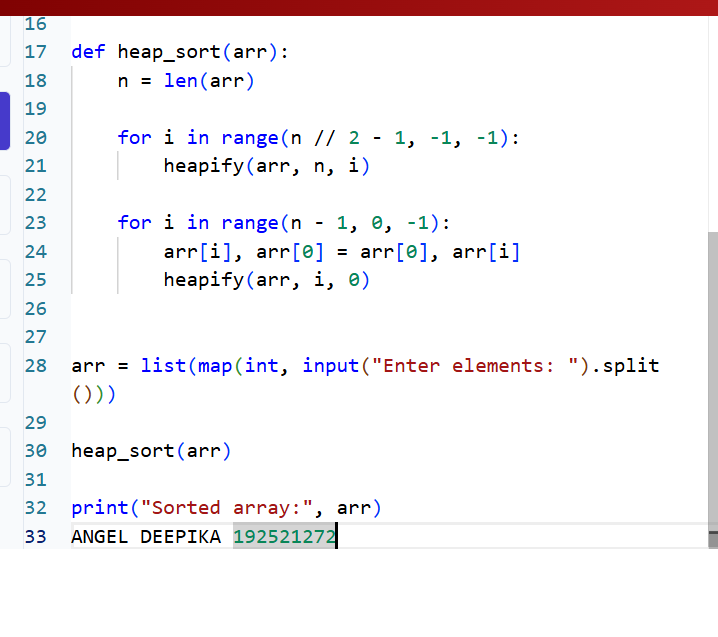 16
17 def heap_sort(arr):
18     n = len(arr)
19
20     for i in range(n // 2 - 1, -1, -1):
21         heapify(arr, n, i)
22
23     for i in range(n - 1, 0, -1):
24         arr[i], arr[0] = arr[0], arr[i]
25         heapify(arr, i, 0)
26
27
28 arr = list(map(int, input("Enter elements: ").split
()))
29
30 heap_sort(arr)
31
32 print("Sorted array:", arr)
33 ANGEL DEEPIKA 192521272